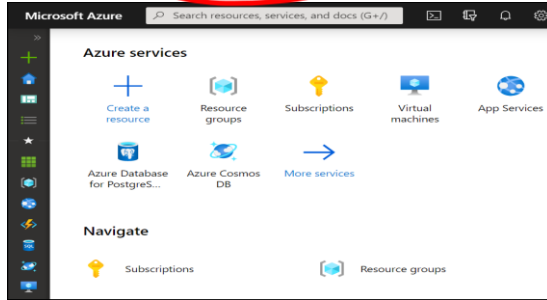 Microsoft Azure
Search resources, services, and docs (G+/)
Azure services
Create a
resource
Resource
groups
Subscriptions
Virtual
machines
App Services
Azure Database
for PostgreS...
Azure Cosmos
DB
More services
Navigate
Subscriptions
Resource groups